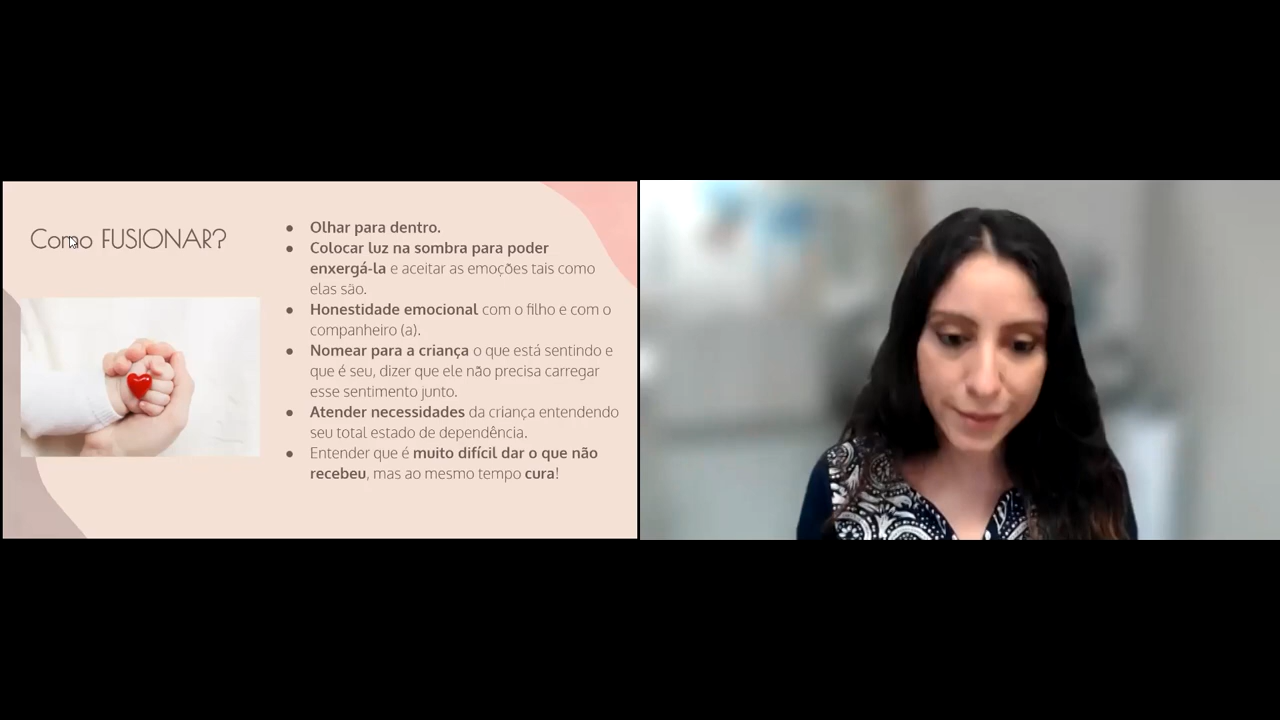 Como FUSIONAR?
Olhar para dentro.
Colocar luz na sombra para poder
enxergá-la e aceitar as emoções tais como
elas são.
Honestidade emocional com o filho e com o
companheiro (a).
Nomear para a criança o que está sentindo e
que é seu, dizer que ele não precisa carregar
esse sentimento junto.
Atender necessidades da criança entendendo
seu total estado de dependência.
Entender que é muito difícil dar o que não
recebeu, mas ao mesmo tempo cura!